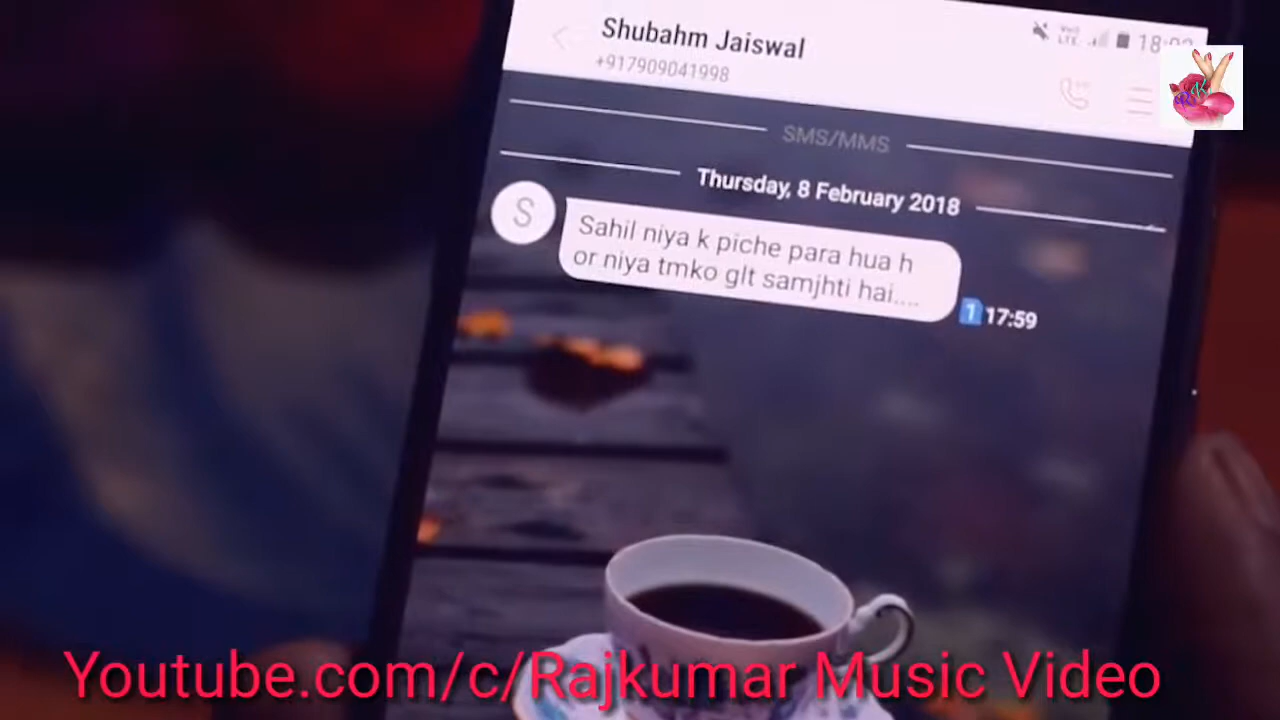 Shubahm Jaiswal
+917909041998
SMS/MMS
Thursday, 8 February 2018
S
Sahil niya k piche para hua h
or niya tmko glt samjhti hai....
1 17:59
Youtube.com/c/Rajkumar Music Video